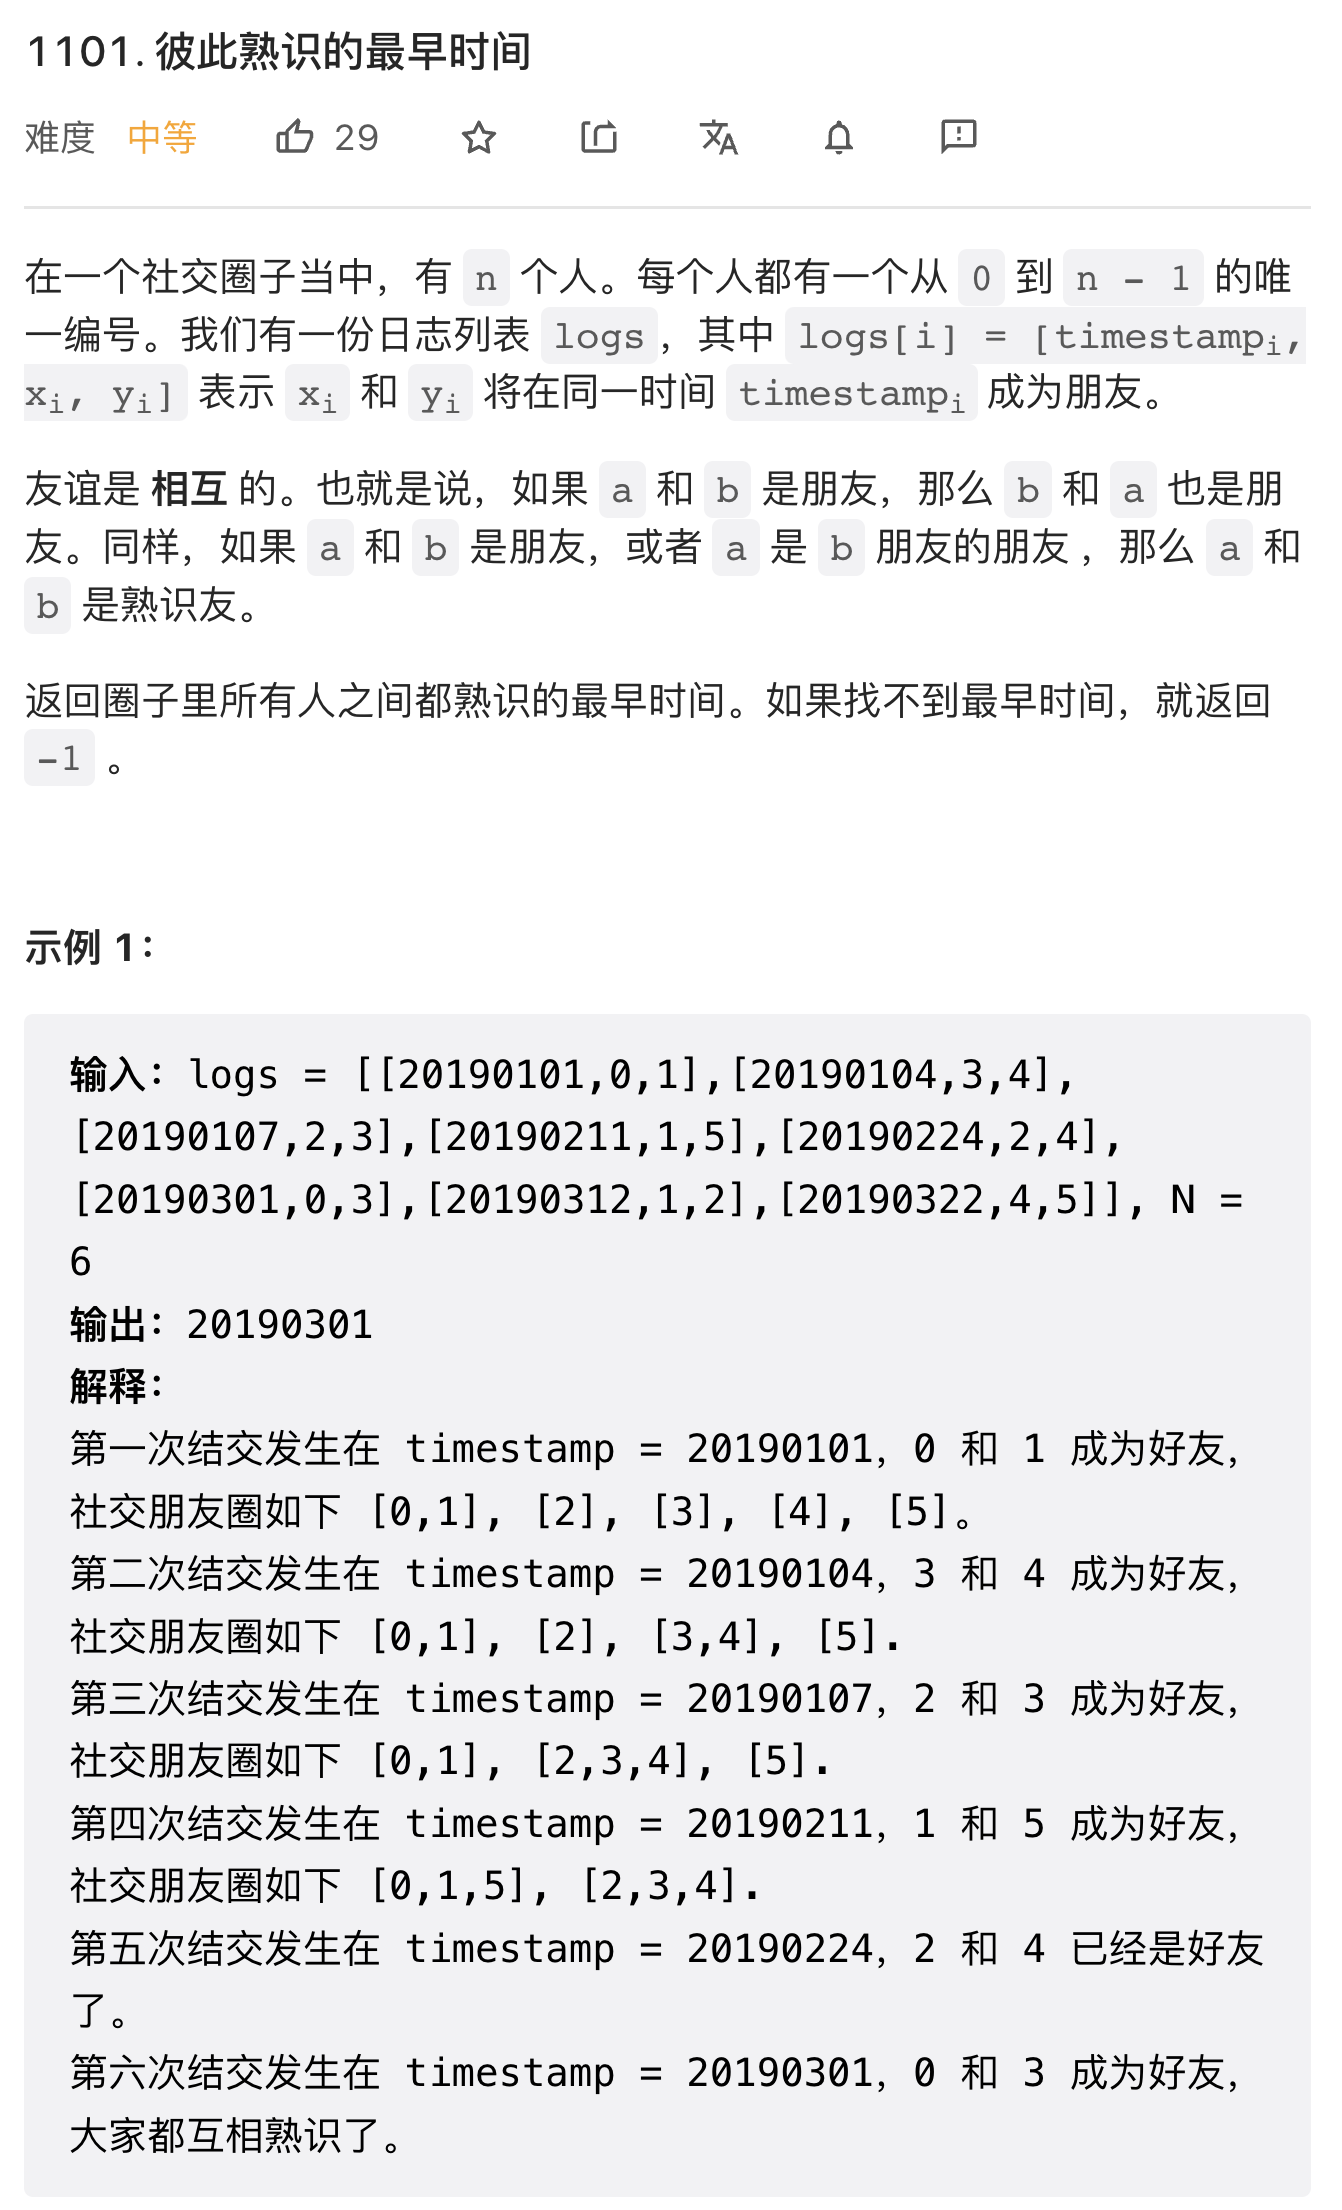 1101. 彼此熟识的最早时间
难度 中等 29
在一个社交圈子当中，有 n 个人。每个人都有一个从 0 到 n - 1 的唯
一编号。我们有一份日志列表 logs，其中 logs[i] = [timestampi,
xi, yi] 表示 xi 和 yi 将在同一时间 timestampi 成为朋友。
友谊是 相互 的。也就是说，如果 a 和 b 是朋友，那么 b 和 a 也是朋
友。同样，如果 a 和 b 是朋友，或者 a 是 b 朋友的朋友 ，那么 a 和
b 是熟识友。
返回圈子里所有人之间都熟识的最早时间。如果找不到最早时间，就返回
-1 。
示例 1：
输入：logs = [[20190101,0,1],[20190104,3,4],
[20190107,2,3],[20190211,1,5],[20190224,2,4],
[20190301,0,3],[20190312,1,2],[20190322,4,5]], N =
6
输出：20190301
解释：
第一次结交发生在 timestamp = 20190101，0 和 1 成为好友，
社交朋友圈如下 [0,1], [2], [3], [4], [5]。
第二次结交发生在 timestamp = 20190104，3 和 4 成为好友，
社交朋友圈如下 [0,1], [2], [3,4], [5].
第三次结交发生在 timestamp = 20190107，2 和 3 成为好友，
社交朋友圈如下 [0,1], [2,3,4], [5].
第四次结交发生在 timestamp = 20190211，1 和 5 成为好友，
社交朋友圈如下 [0,1,5], [2,3,4].
第五次结交发生在 timestamp = 20190224，2 和 4 已经是好友
了。
第六次结交发生在 timestamp = 20190301，0 和 3 成为好友，
大家都互相熟识了。